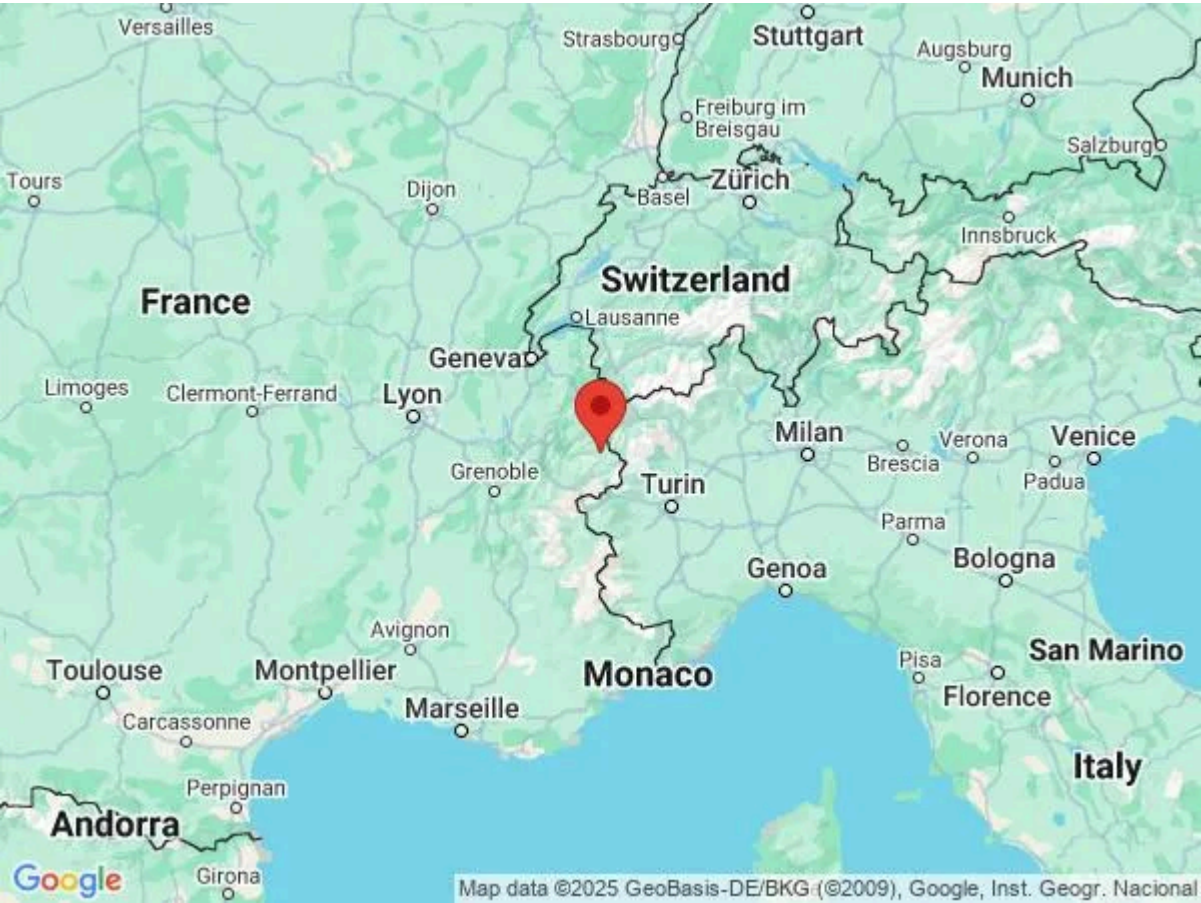 Versailles
Strasbourg
Stuttgart
Augsburg
Munich
Freiburg im
Breisgau
Salzburg
Tours
Dijon
Basel
Zürich
Innsbruck
France
Switzerland
Lausanne
Geneva
Limoges
Clermont-Ferrand
Lyon
Milan
Verona
Venice
Brescia
Padua
Grenoble
Turin
Parma
Bologna
Genoa
Avignon
Toulouse
Montpellier
Monaco
Pisa
San Marino
Florence
Marseille
Carcassonne
Italy
Perpignan
Andorra
Girona
Google
Map data ©2025 GeoBasis-DE/BKG (©2009), Google, Inst. Geogr. Nacional